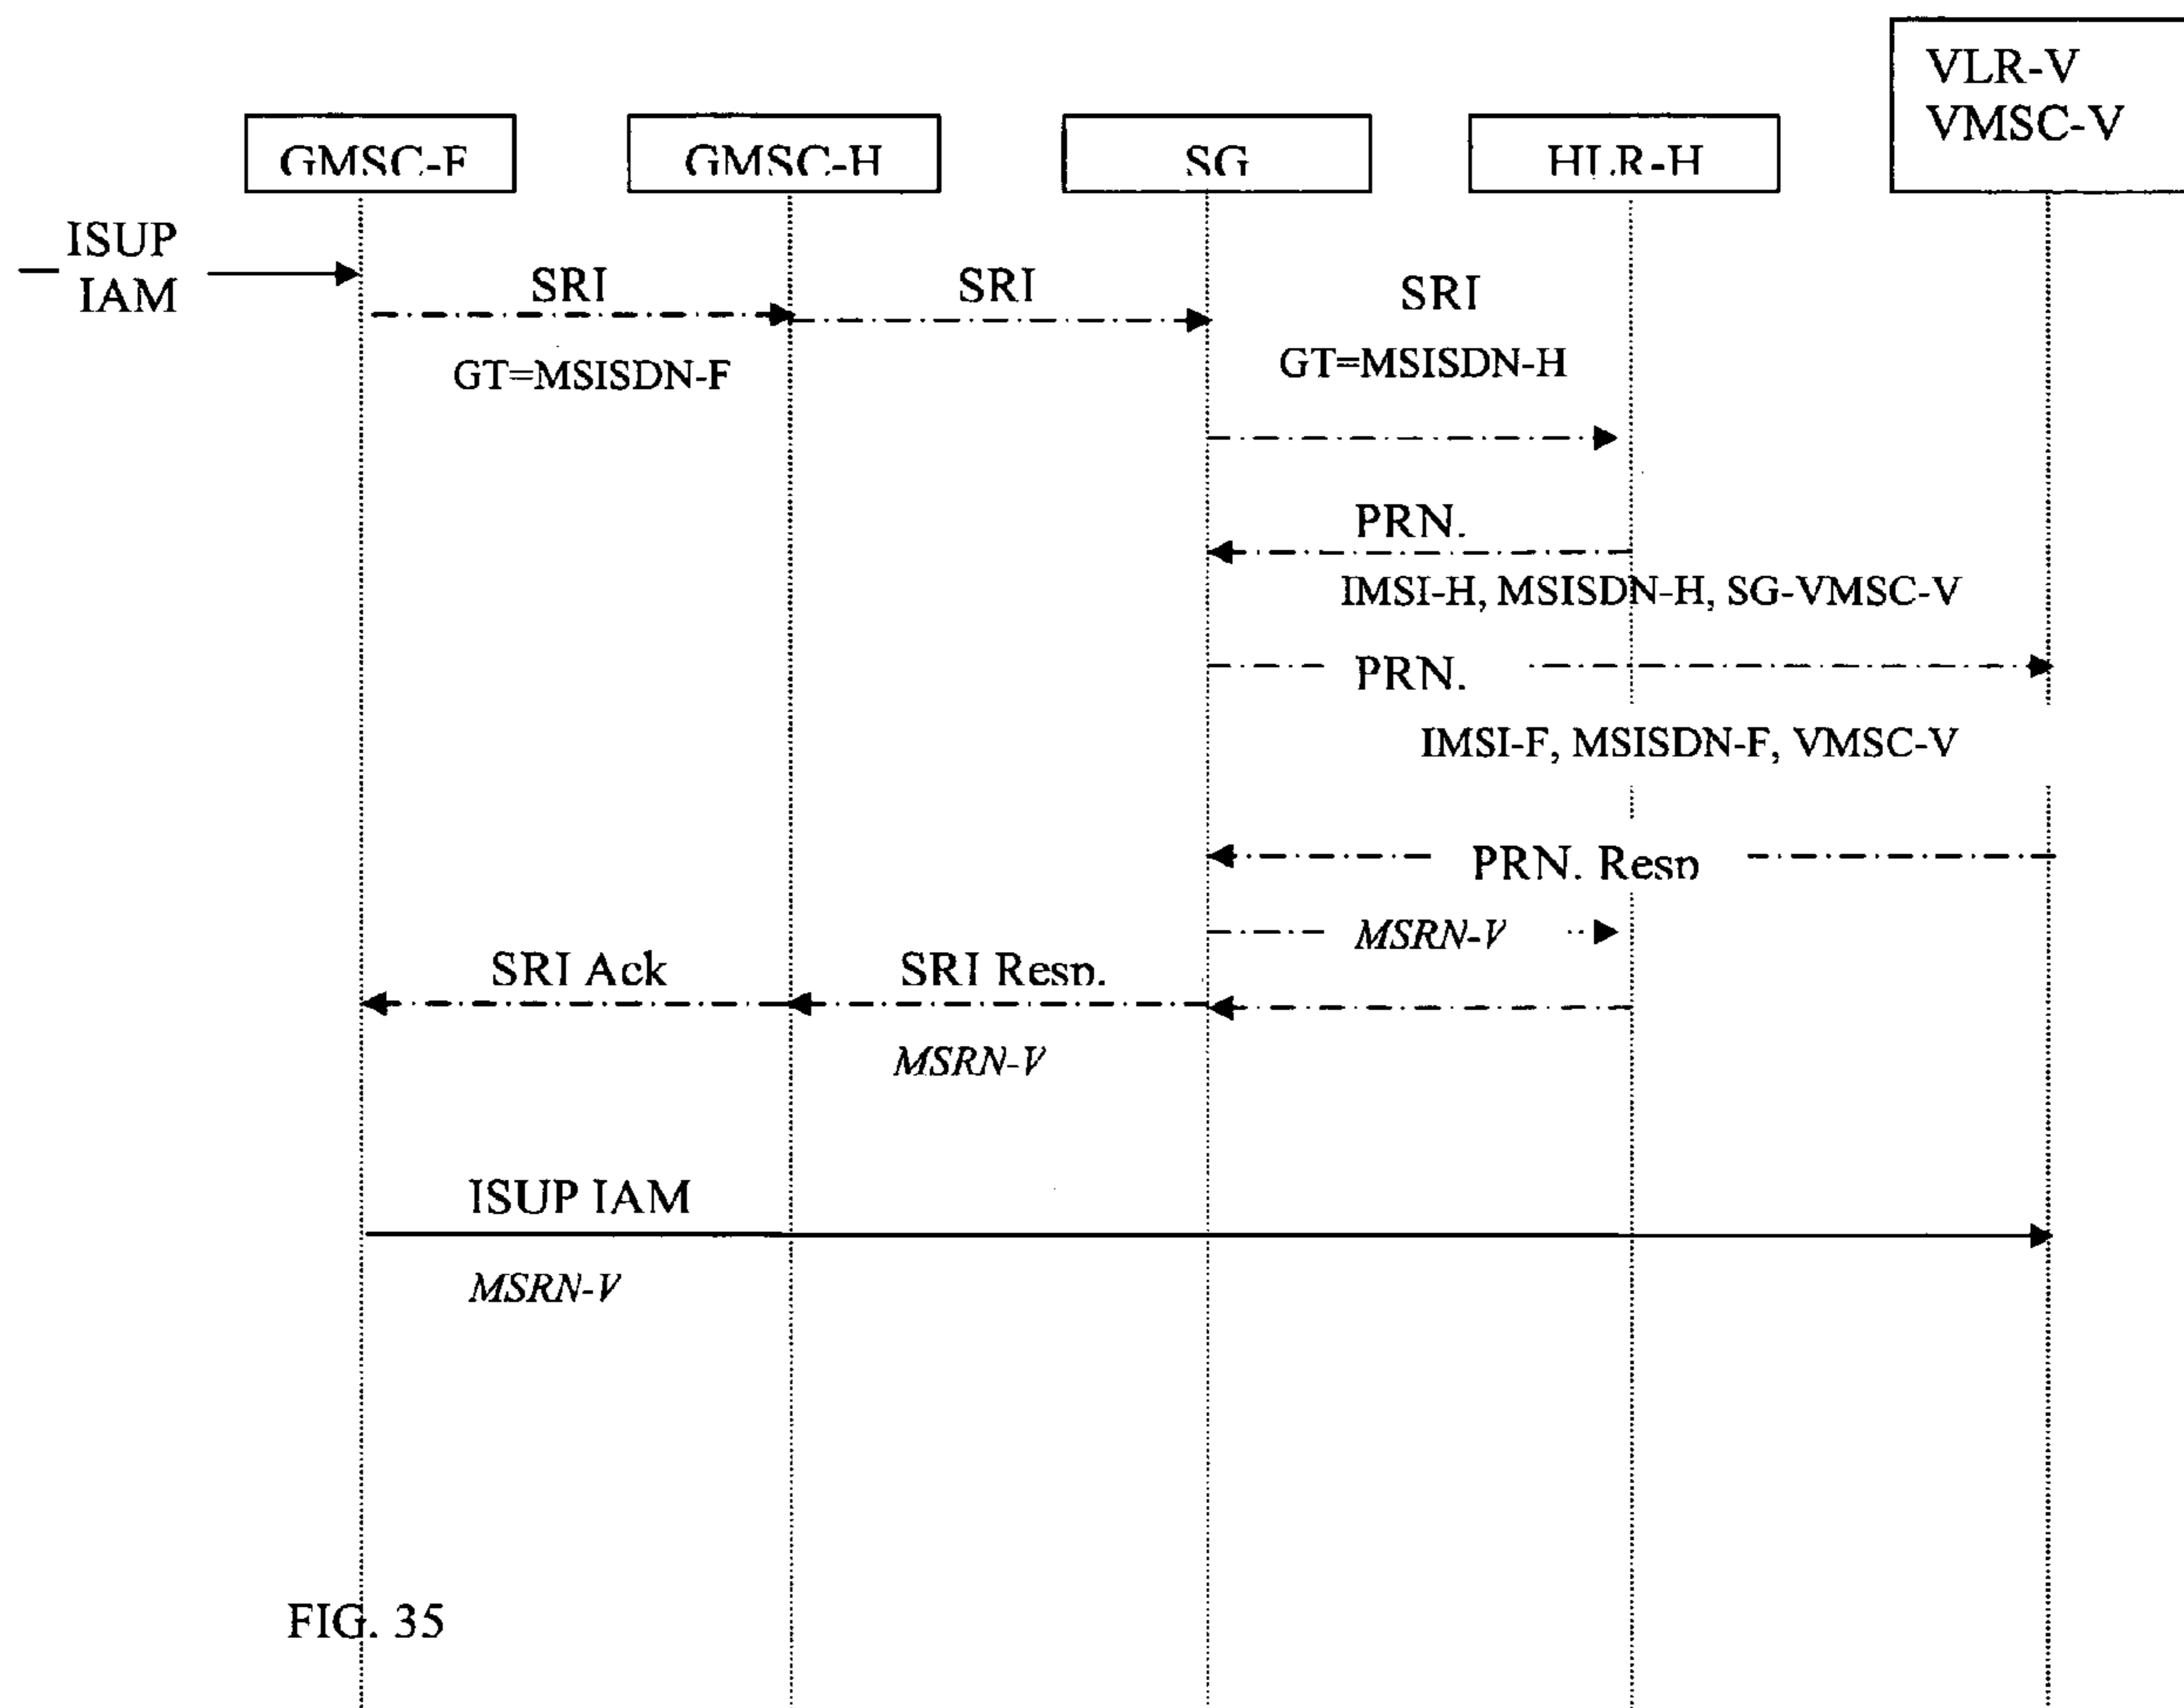 VLR-V
VMSC-V
GMSC-F
GMSC-H
SG
HLR-H
ISUP
IAM
SRI
SRI
SRI
GT=MSISDN-F
GT=MSISDN-H
PRN.
IMSI-H, MSISDN-H, SG-VMSC-V
PRN.
IMSI-F, MSISDN-F, VMSC-V
PRN. Resp
MSRN-V
SRI Ack
SRI Resp.
MSRN-V
ISUP IAM
MSRN-V
FIG. 35